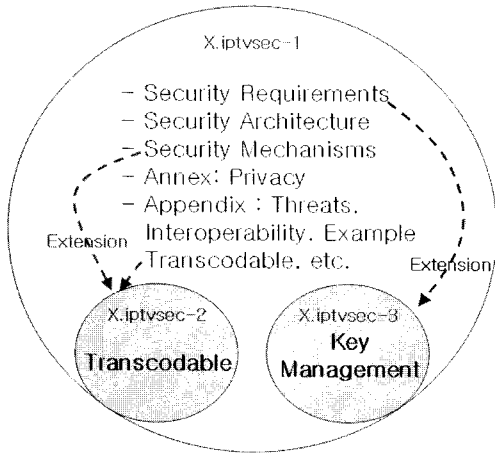 X.iptvsec-1
- Security Requirements
- Security Architecture
- Security Mechanisms
- Annex: Privacy
- Appendix : Threats,
Interoperability. Example
Transcodable, etc.
Extension
Extension
X.iptvsec-2
Transcodable
X.iptvsec-3
Key
Management